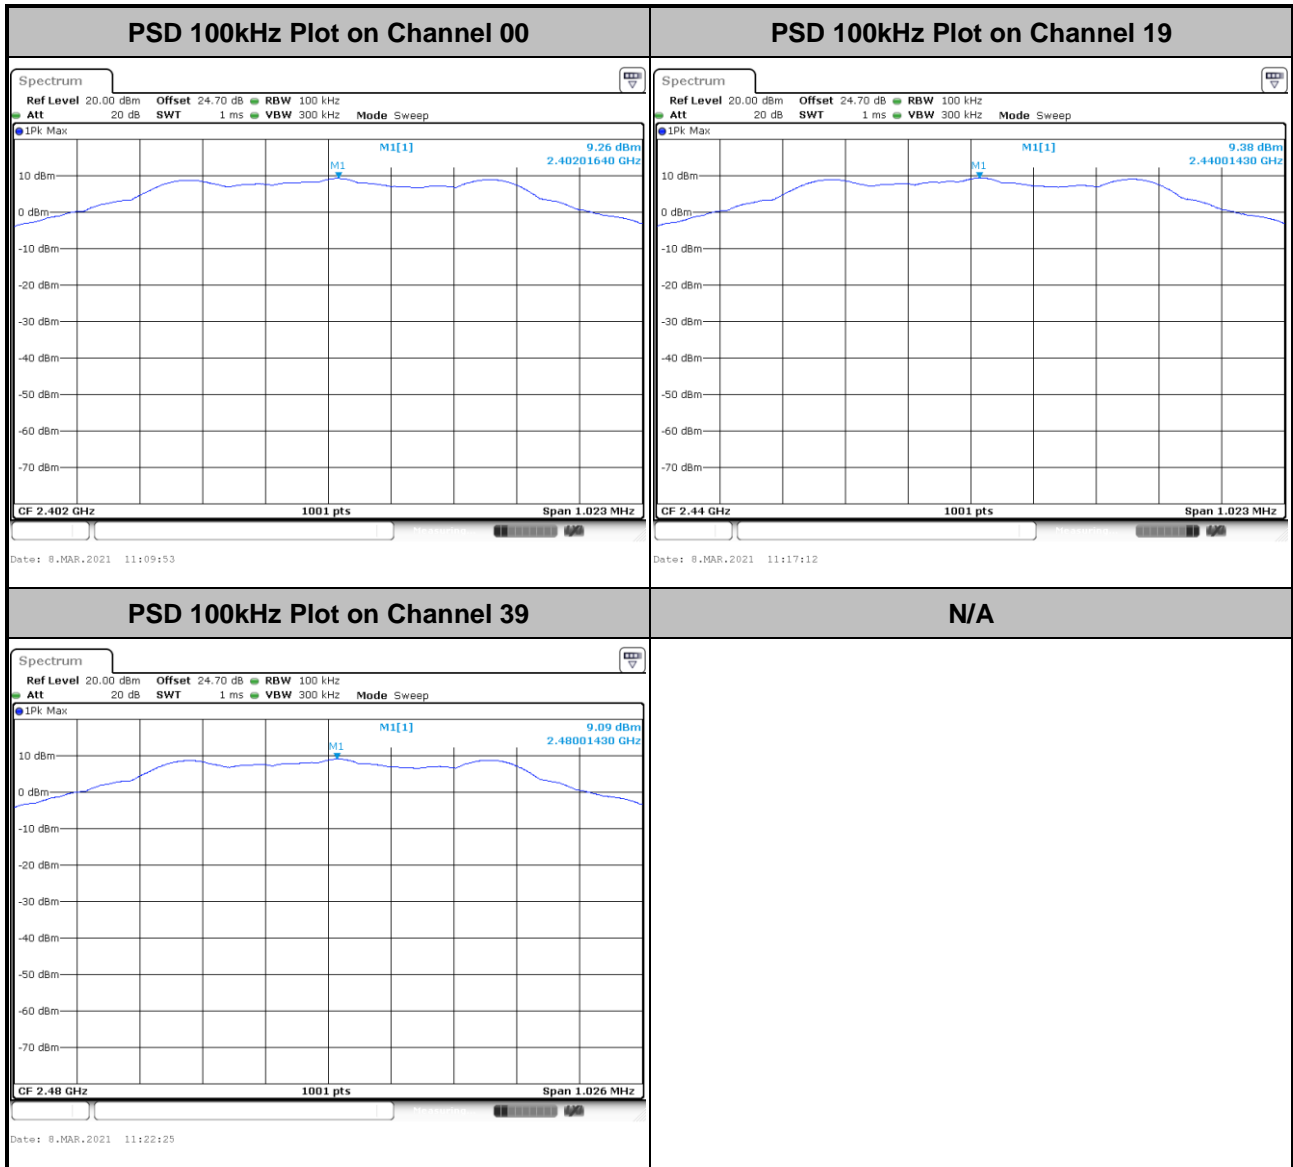 PSD 100kHz Plot on Channel 00
PSD 100kHz Plot on Channel 19
Spectrum
Ref Level 20.00 dBm Offset 24.70 dB RBW 100 kHz
Att 20 dB SWT 1 ms VBW 300 kHz Mode Sweep
1Pk Max
M1[1] 9.26 dBm
2.40201640 GHz
M1
10 dBm
0 dBm
-10 dBm
-20 dBm
-30 dBm
-40 dBm
-50 dBm
-60 dBm
-70 dBm
CF 2.402 GHz 1001 pts Span 1.023 MHz
Measuring
Date: 8.MAR.2021 11:09:53
Spectrum
Ref Level 20.00 dBm Offset 24.70 dB RBW 100 kHz
Att 20 dB SWT 1 ms VBW 300 kHz Mode Sweep
1Pk Max
M1[1] 9.38 dBm
2.44001430 GHz
M1
10 dBm
0 dBm
-10 dBm
-20 dBm
-30 dBm
-40 dBm
-50 dBm
-60 dBm
-70 dBm
CF 2.44 GHz 1001 pts Span 1.023 MHz
Measuring
Date: 8.MAR.2021 11:17:12
PSD 100kHz Plot on Channel 39
N/A
Spectrum
Ref Level 20.00 dBm Offset 24.70 dB RBW 100 kHz
Att 20 dB SWT 1 ms VBW 300 kHz Mode Sweep
1Pk Max
M1[1] 9.09 dBm
2.48001430 GHz
M1
10 dBm
0 dBm
-10 dBm
-20 dBm
-30 dBm
-40 dBm
-50 dBm
-60 dBm
-70 dBm
CF 2.48 GHz 1001 pts Span 1.026 MHz
Measuring
Date: 8.MAR.2021 11:22:25